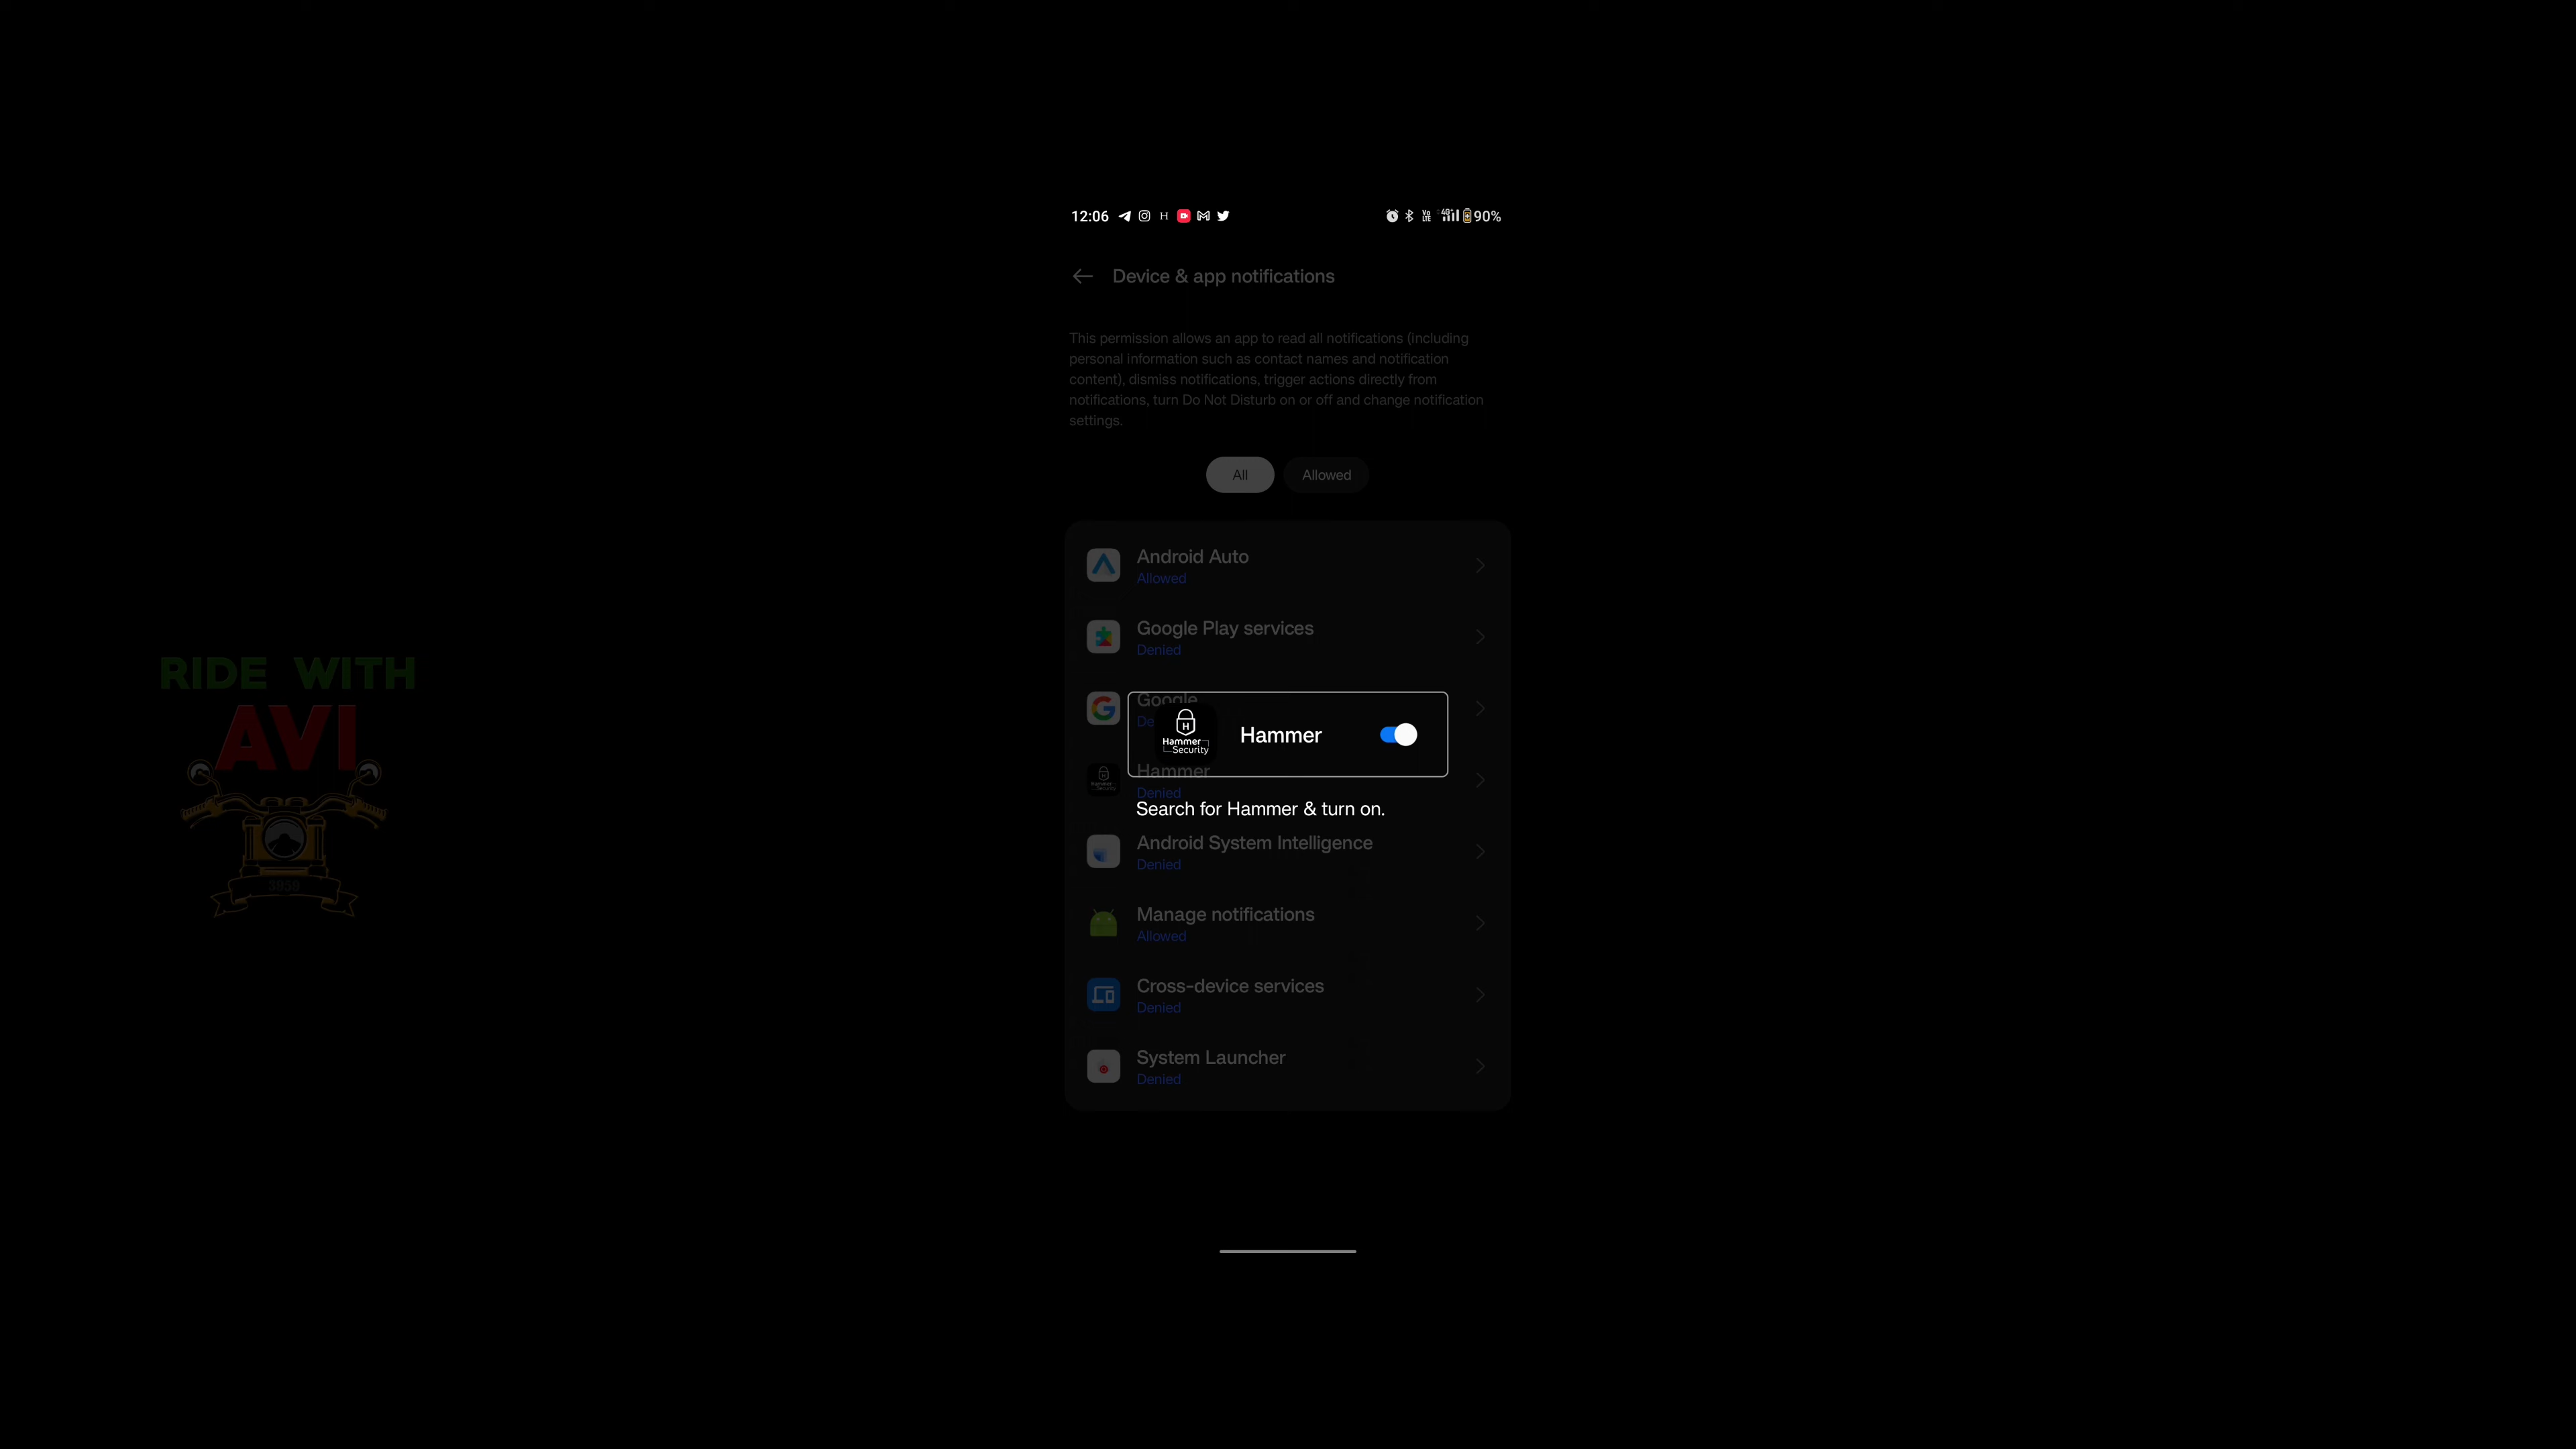 12:06
90%
Device & app notifications
This permission allows an app to read all notifications (including
personal information such as contact names and notification
content), dismiss notifications, trigger actions directly from
notifications, turn Do Not Disturb on or off and change notification
settings.
All Allowed
Android Auto
Allowed
Google Play services
Denied
Google
Hammer
Security
Hammer
Hammer
Denied
Search for Hammer & turn on.
Android System Intelligence
Denied
Manage notifications
Allowed
Cross-device services
Denied
System Launcher
Denied
RIDE WITH
AVI